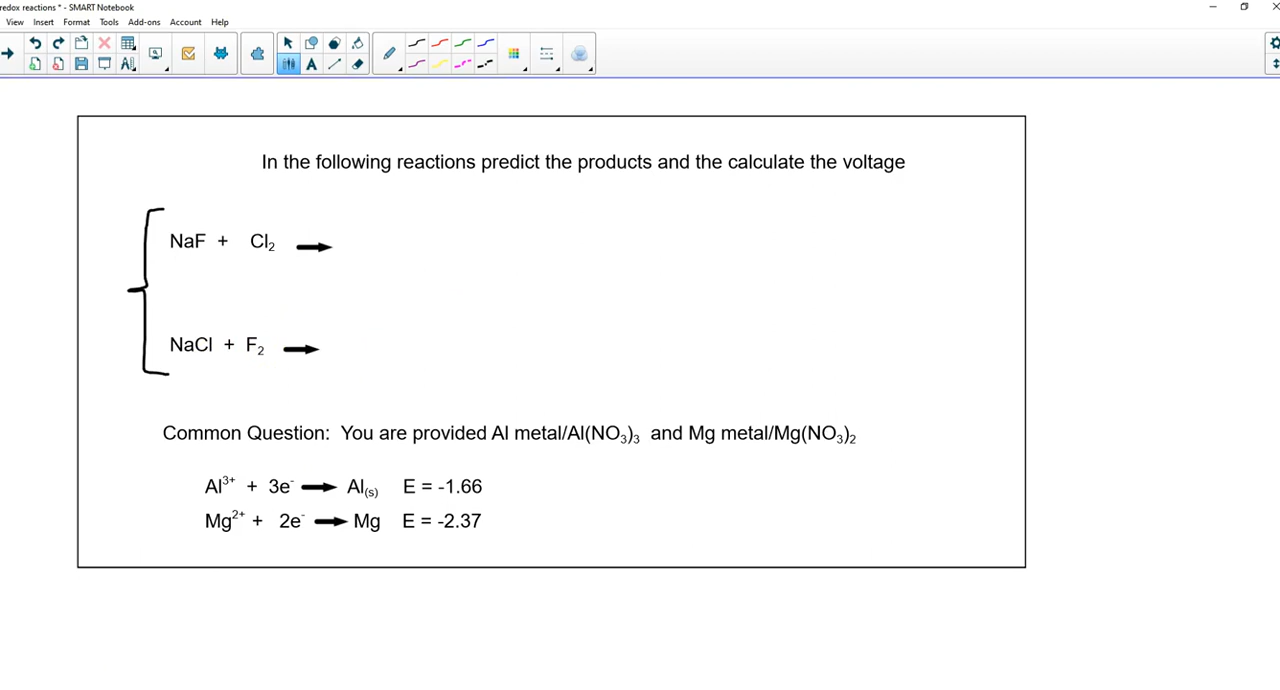 redox reactions * - SMART Notebook
View Insert Format Tools Add-ons Account Help
In the following reactions predict the products and the calculate the voltage
NaF + Cl₂ ➡
NaCl + F₂ ➡
Common Question: You are provided Al metal/Al(NO₃)₃ and Mg metal/Mg(NO₃)₂
Al³⁺ + 3e⁻ ➡ Al₍s₎ E = -1.66
Mg²⁺ + 2e⁻ ➡ Mg E = -2.37